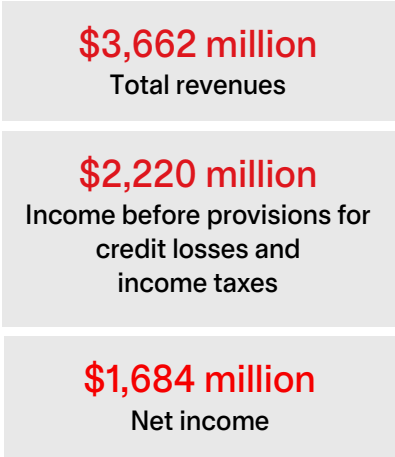 $3,662 million
Total revenues
$2,220 million
Income before provisions for
credit losses and
income taxes
$1,684 million
Net income